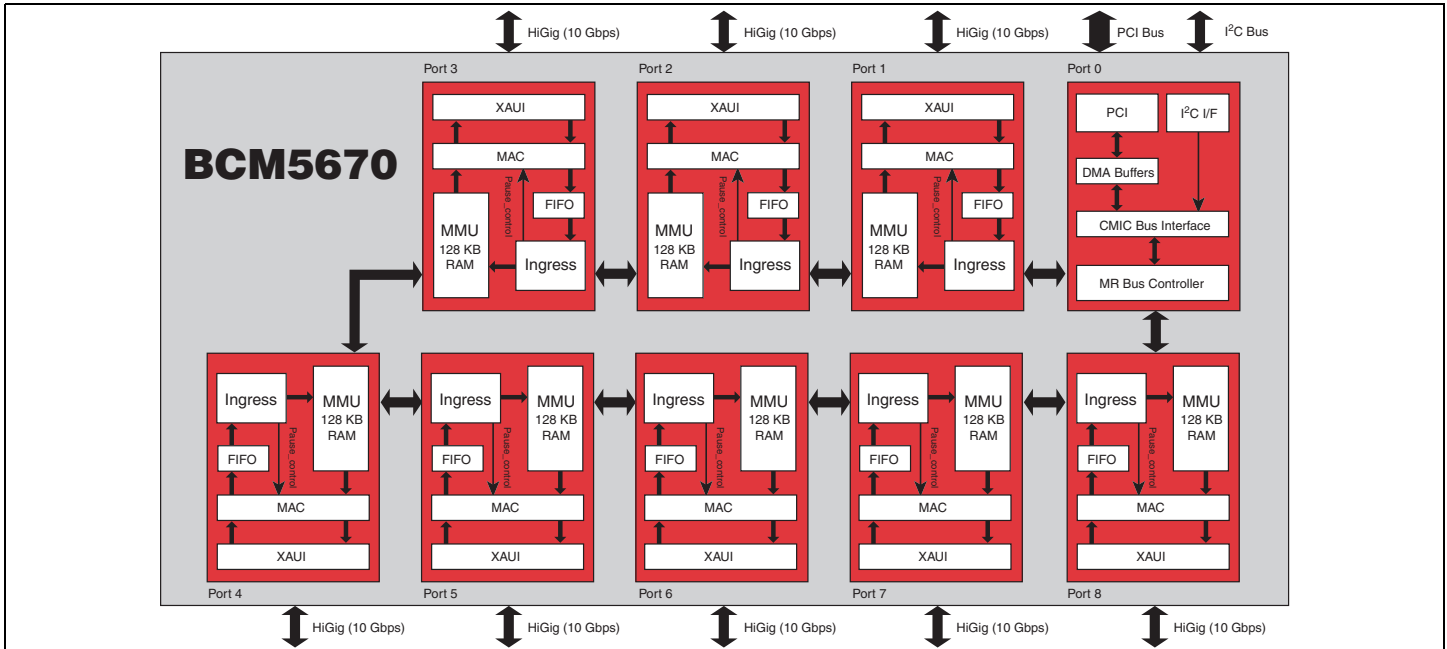 HiGig (10 Gbps)
HiGig (10 Gbps)
HiGig (10 Gbps)
PCI Bus
I²C Bus
BCM5670
Port 3
XAUI
MAC
Pause_control
FIFO
MMU
128 KB
RAM
Ingress
Port 2
XAUI
MAC
Pause_control
FIFO
MMU
128 KB
RAM
Ingress
Port 1
XAUI
MAC
Pause_control
FIFO
MMU
128 KB
RAM
Ingress
Port 0
PCI
I²C I/F
DMA Buffers
CMIC Bus Interface
MR Bus Controller
Ingress
MMU
128 KB
RAM
Pause_control
FIFO
MAC
XAUI
Port 4
Ingress
MMU
128 KB
RAM
Pause_control
FIFO
MAC
XAUI
Port 5
Ingress
MMU
128 KB
RAM
Pause_control
FIFO
MAC
XAUI
Port 6
Ingress
MMU
128 KB
RAM
Pause_control
FIFO
MAC
XAUI
Port 7
Ingress
MMU
128 KB
RAM
Pause_control
FIFO
MAC
XAUI
Port 8
HiGig (10 Gbps)
HiGig (10 Gbps)
HiGig (10 Gbps)
HiGig (10 Gbps)
HiGig (10 Gbps)